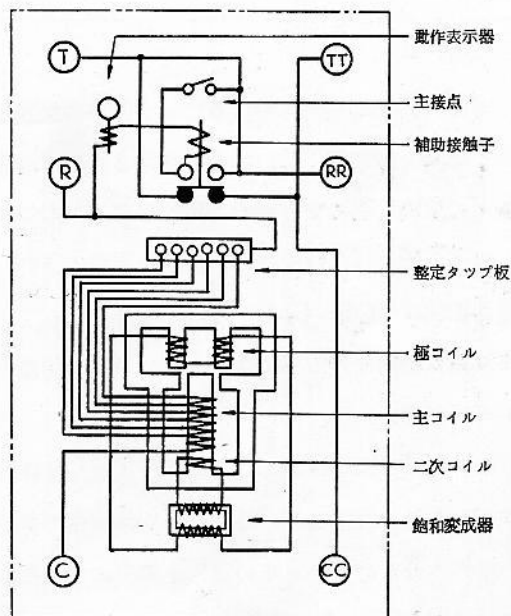 動作表示器
T
TT
主接点
補助接触子
R
RR
整定タップ板
極コイル
主コイル
二次コイル
飽和変成器
C
CC